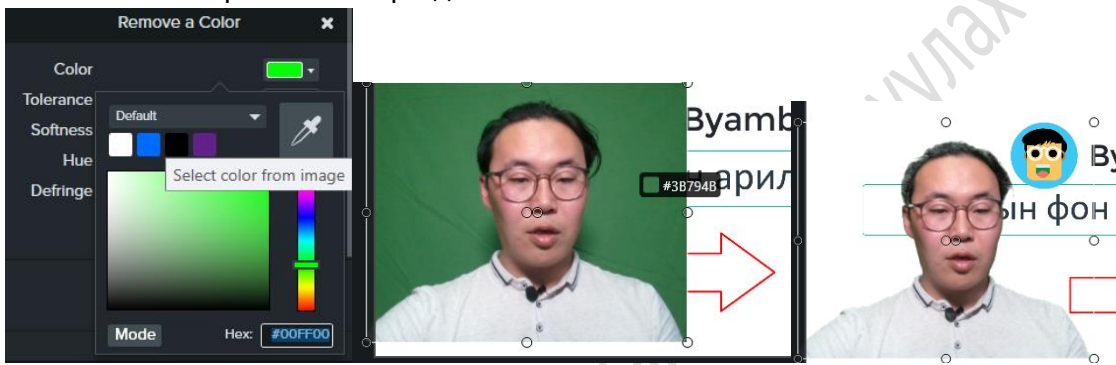 Remove a Color
Color
Tolerance
Softness
Hue
Defringe
Default
Select color from image
Mode
Hex: #00FF00
Byamb
#3B794B
арил
Ву
ын фон